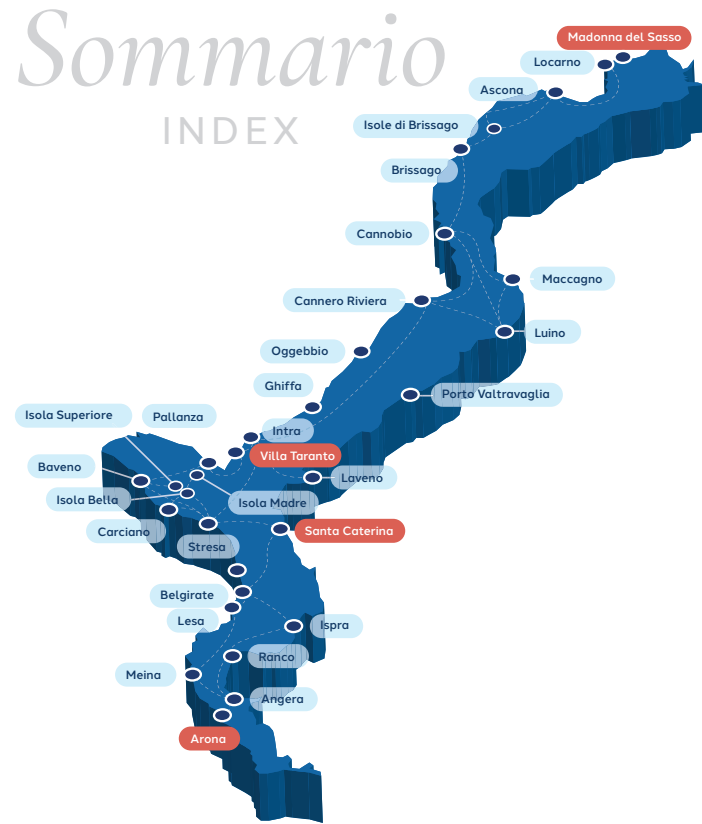 Sommario
INDEX
Madonna del Sasso
Locarno
Ascona
Isole di Brissago
Brissago
Cannobio
Maccagno
Cannero Riviera
Luino
Oggebbio
Ghiffa
Porto Valtravaglia
Isola Superiore
Pallanza
Intra
Villa Taranto
Baveno
Laveno
Isola Bella
Isola Madre
Carciano
Santa Caterina
Stresa
Belgirate
Lesa
Ispra
Ranco
Meina
Angera
Arona